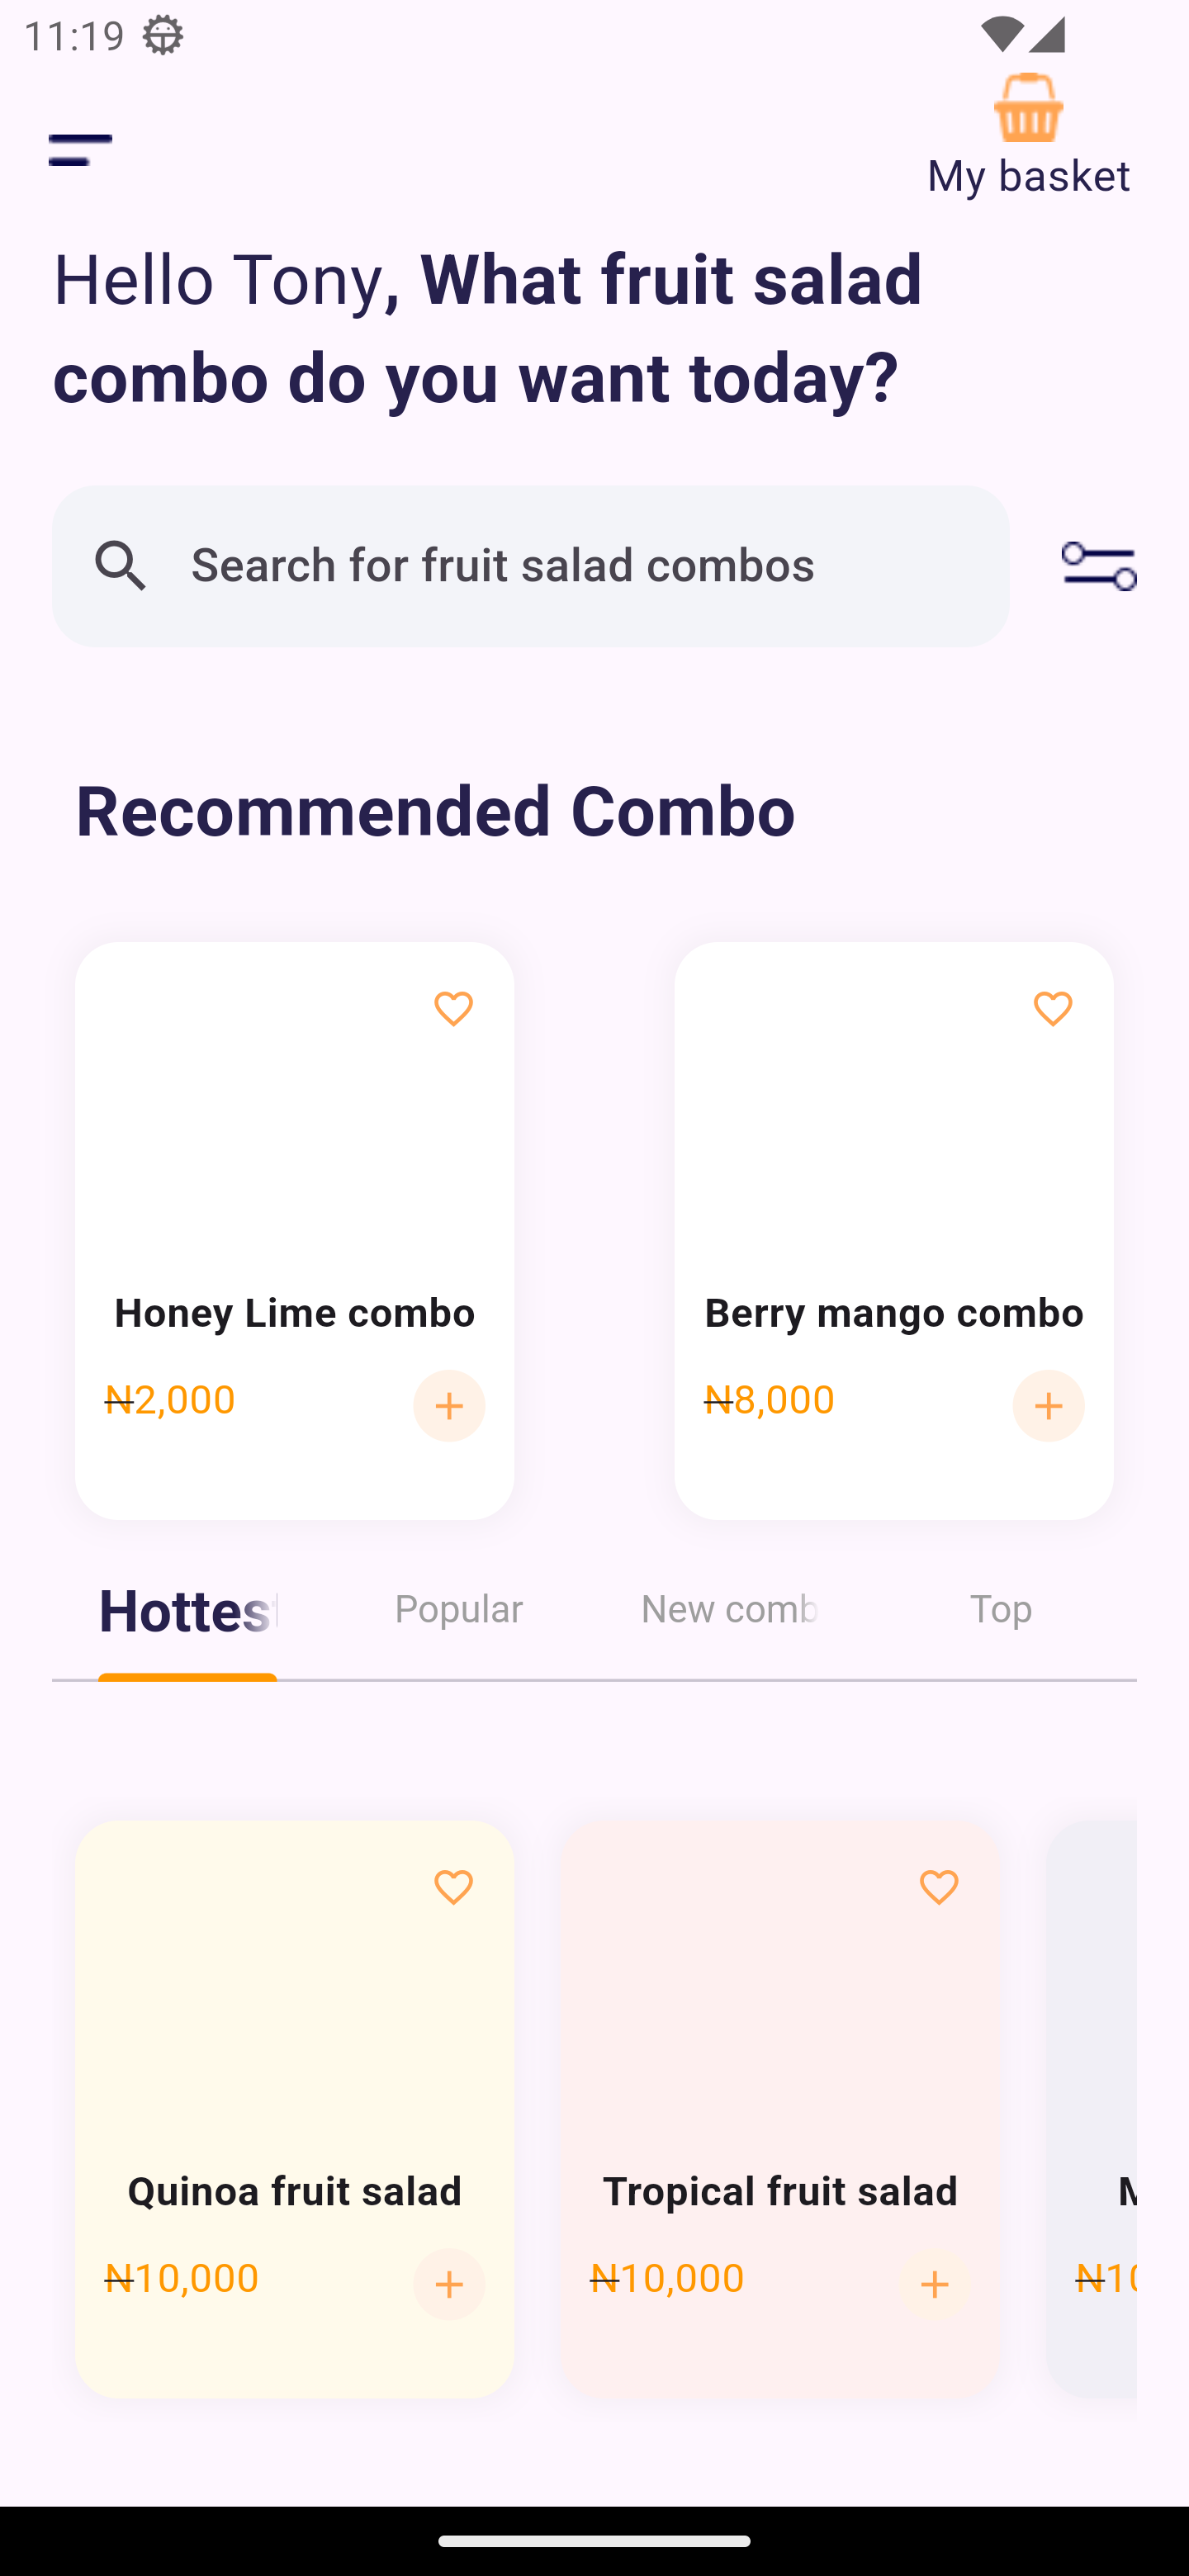 11:19
My basket
Hello Tony, What fruit salad
combo do you want today?
Search for fruit salad combos
Recommended Combo
Honey Lime combo
Berry mango combo
₦2,000
₦8,000
Hottes
Popular
New comb
Top
Quinoa fruit salad
Tropical fruit salad
M
₦10,000
₦10,000
₦10